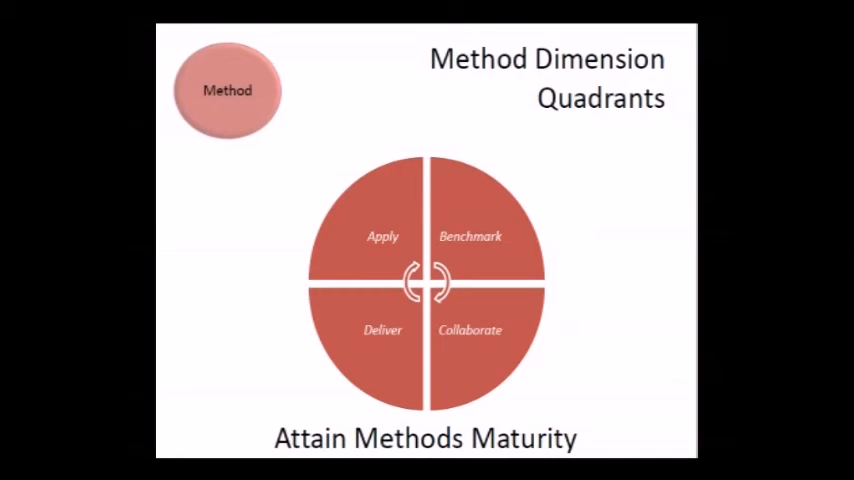 Method
Method Dimension
Quadrants
Apply
Benchmark
Deliver
Collaborate
Attain Methods Maturity